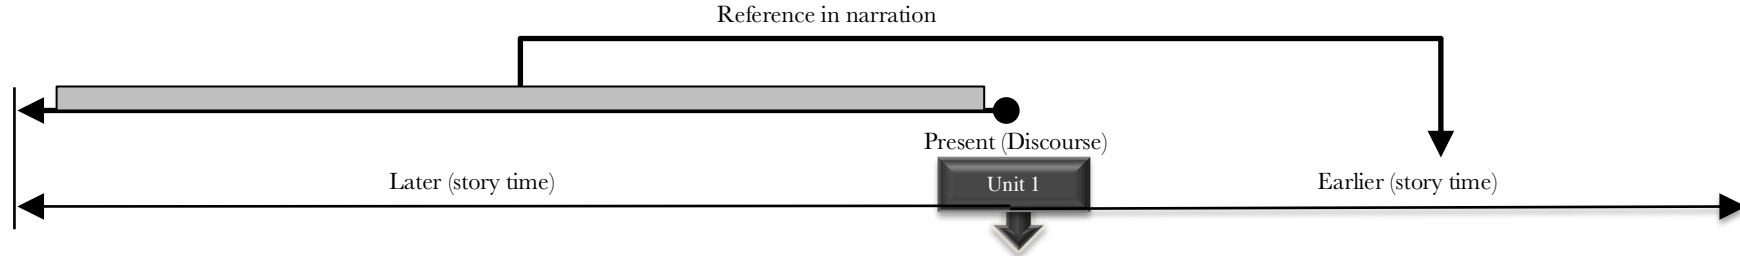 Reference in narration
Present (Discourse)
Later (story time)
Unit 1
Earlier (story time)